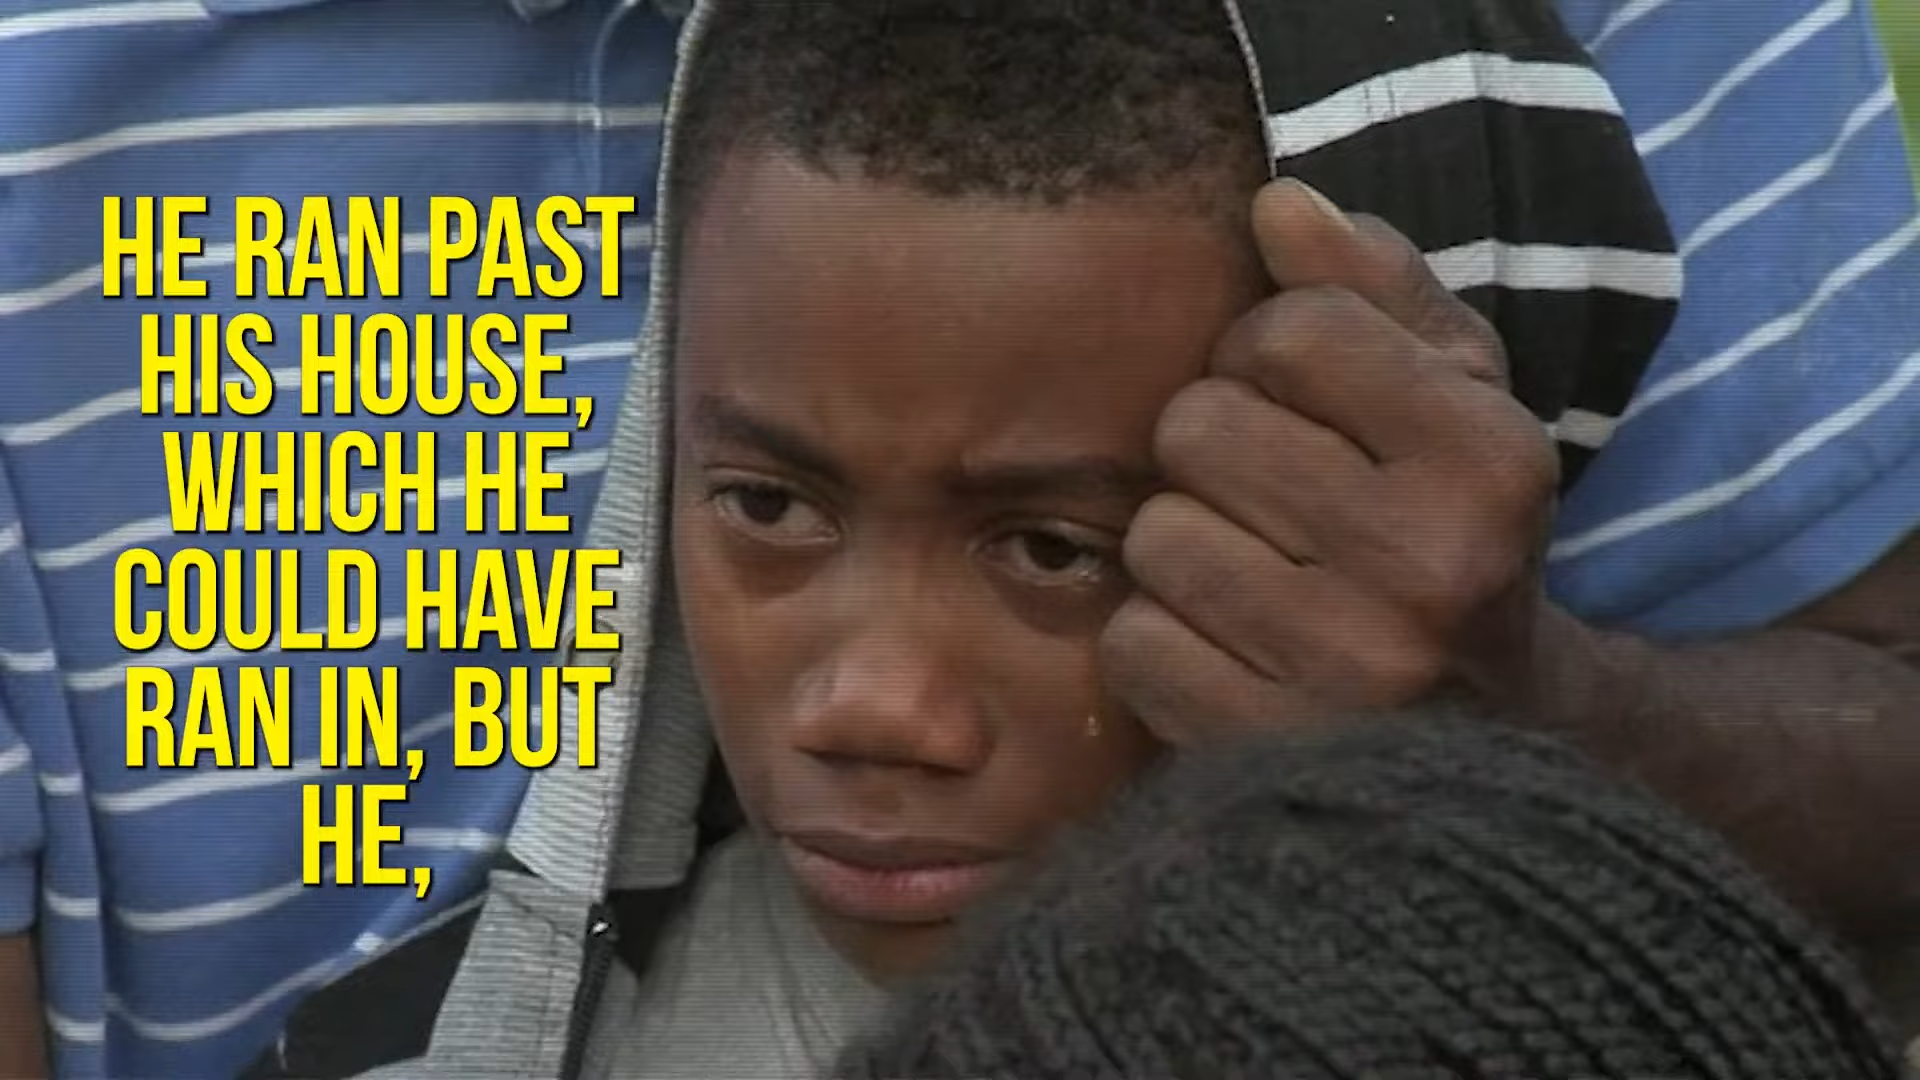 HE RAN PAST
HIS HOUSE,
WHICH HE
COULD HAVE
RAN IN, BUT
HE,